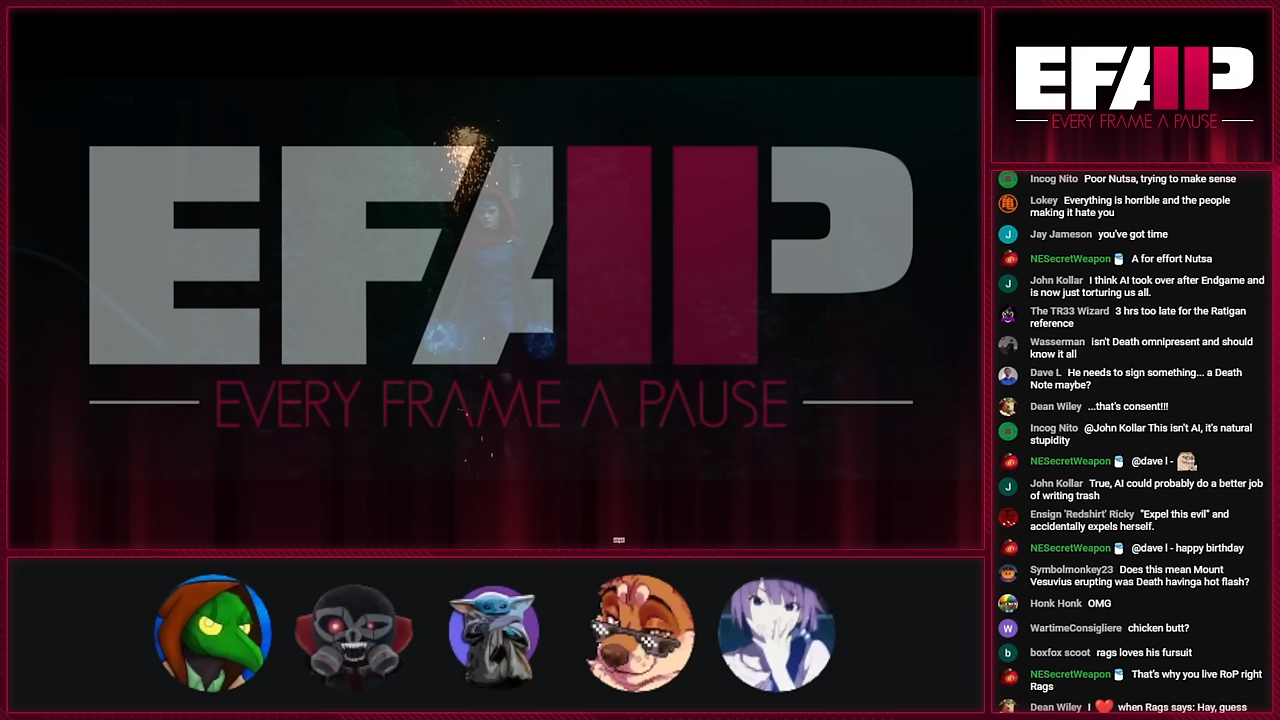 EFAP
EVERY FRAME A PAUSE
EFAP
EVERY FRAME A PAUSE
Incog Nito Poor Nutsa, trying to make sense
Lokey Everything is horrible and the people
making it hate you
J Jay Jameson you've got time
NESecretWeapon A for effort Nutsa
J John Kollar I think AI took over after Endgame and
is now just torturing us all.
The TR33 Wizard 3 hrs too late for the Ratigan
reference
Wasserman isn't Death omnipresent and should
know it all
Dave L He needs to sign something... a Death
Note maybe?
Dean Wiley ...that's consent!!!
Incog Nito @John Kollar This isn't AI, it's natural
stupidity
NESecretWeapon @dave l -
J John Kollar True, AI could probably do a better job
of writing trash
Ensign 'Redshirt' Ricky "Expel this evil" and
accidentally expels herself.
NESecretWeapon @dave l - happy birthday
Symbolmonkey23 Does this mean Mount
Vesuvius erupting was Death havinga hot flash?
Honk Honk OMG
W WartimeConsigliere chicken butt?
b boxfox scoot rags loves his fursuit
NESecretWeapon That's why you live RoP right
Rags
Dean Wiley I ❤️ when Rags says: Hay, guess